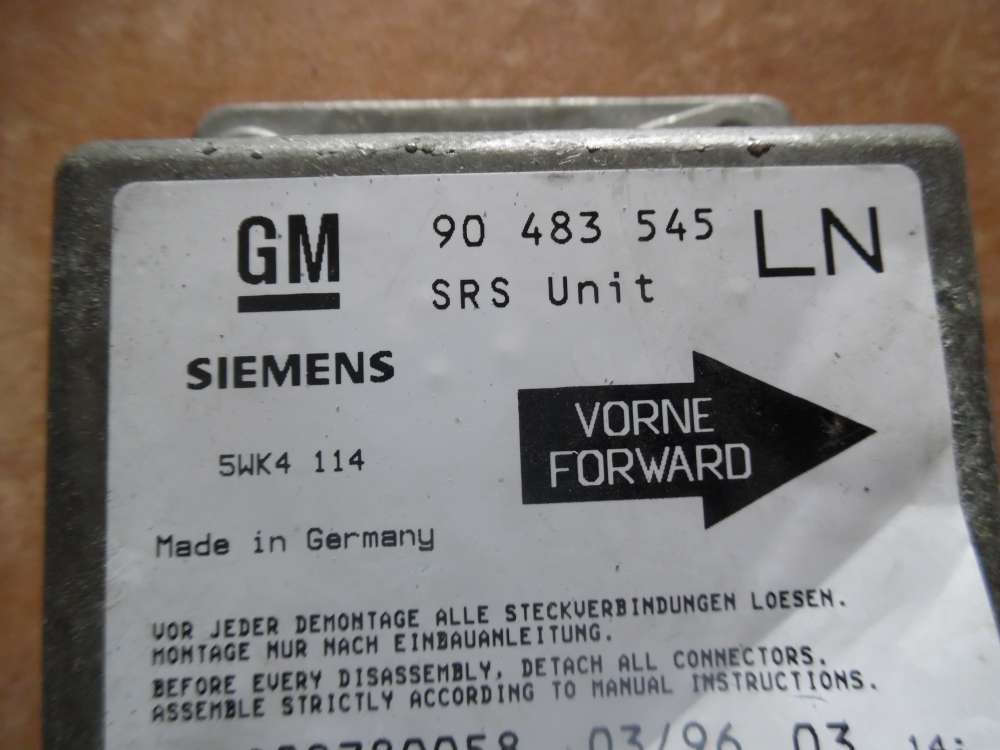 GM 90 483 545 LN
SRS Unit
SIEMENS
VORNE
FORWARD
5WK4 114
Made in Germany
VOR JEDER DEMONTAGE ALLE STECKVERBINDUNGEN LOESEN.
MONTAGE NUR NACH EINBAUANLEITUNG.
BEFORE EVERY DISASSEMBLY, DETACH ALL CONNECTORS.
ASSEMBLE STRICTLY ACCORDING TO MANUAL INSTRUCTIONS.
03/96 03